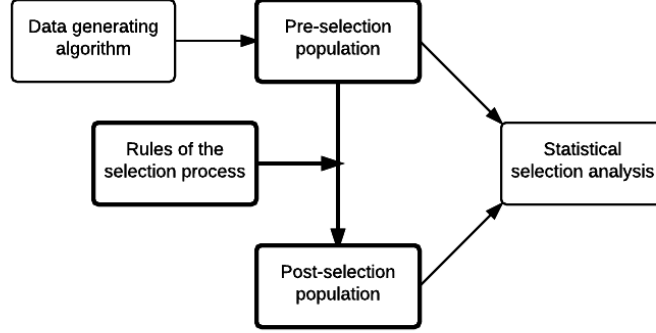 Data generating
algorithm
Pre-selection
population
Rules of the
selection process
Statistical
selection analysis
Post-selection
population